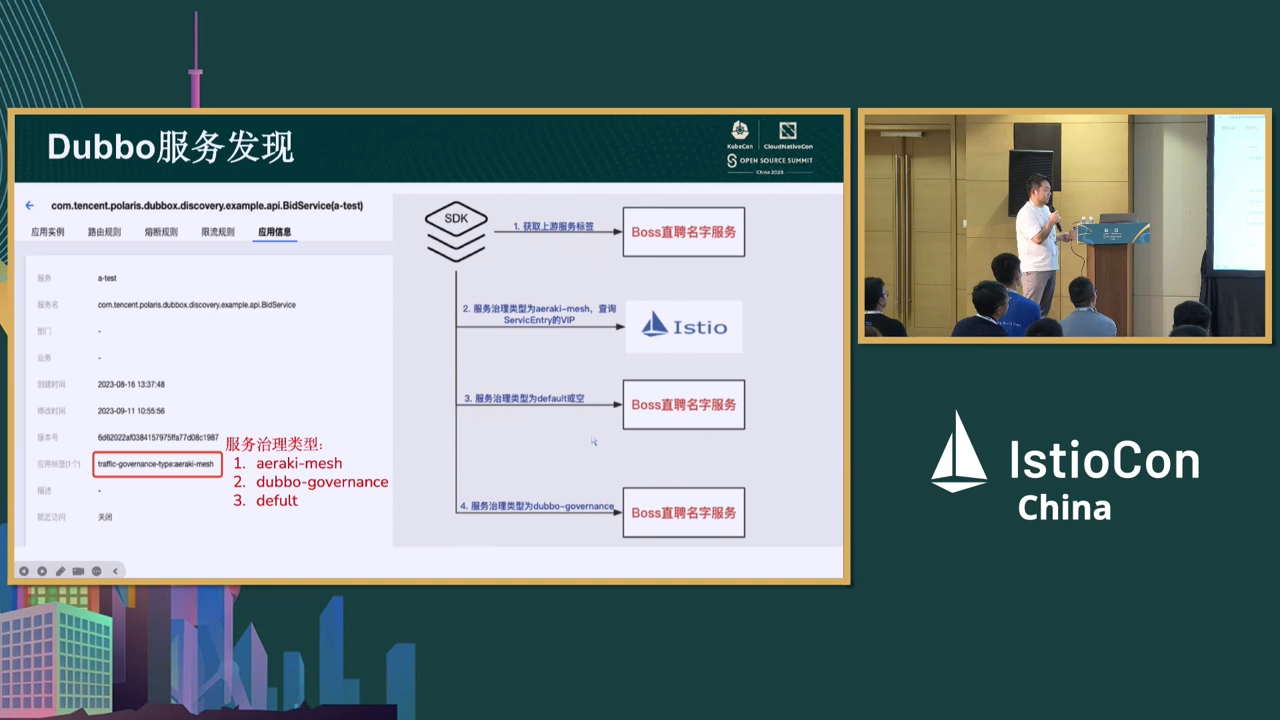 Dubbo服务发现
KubeCon
CloudNativeCon
OPEN SOURCE SUMMIT
China 2023
com.tencent.polaris.dubbox.discovery.example.api.BidService(a-test)
应用实例 路由规则 熔断规则 限流规则 应用信息
服务 a-test
服务名 com.tencent.polaris.dubbox.discovery.example.api.BidService
部门 -
业务 -
创建时间 2023-08-16 13:37:48
修改时间 2023-09-11 10:55:56
版本号 6d62022af0384157975ffa77d08c1987
应用标签(1个) traffic-governance-type:aeraki-mesh
描述 -
就近访问 关闭
服务治理类型:
1. aeraki-mesh
2. dubbo-governance
3. defult
SDK
1. 获取上游服务标签
Boss直聘名字服务
2. 服务治理类型为aeraki-mesh，查询
ServicEntry的VIP
Istio
3. 服务治理类型为default或空
Boss直聘名字服务
4. 服务治理类型为dubbo-governance
Boss直聘名字服务
IstioCon
China